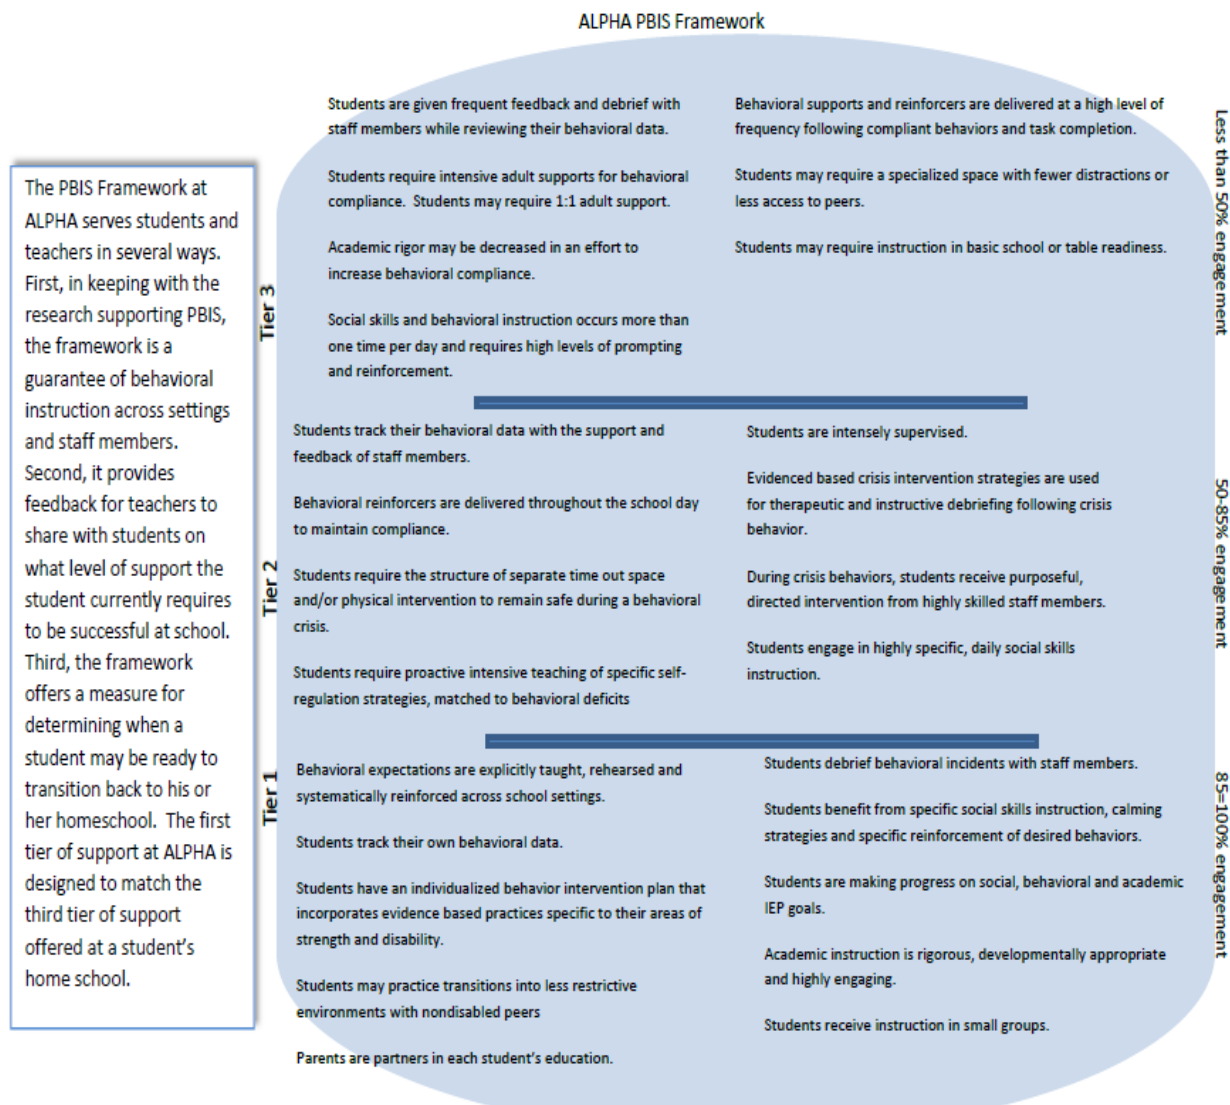 ALPHA PBIS Framework
The PBIS Framework at
ALPHA serves students and
teachers in several ways.
First, in keeping with the
research supporting PBIS,
the framework is a
guarantee of behavioral
instruction across settings
and staff members.
Second, it provides
feedback for teachers to
share with students on
what level of support the
student currently requires
to be successful at school.
Third, the framework
offers a measure for
determining when a
student may be ready to
transition back to his or
her homeschool.  The first
tier of support at ALPHA is
designed to match the
third tier of support
offered at a student's
home school.
Tier 3
Students are given frequent feedback and debrief with
staff members while reviewing their behavioral data.
Students require intensive adult supports for behavioral
compliance.  Students may require 1:1 adult support.
Academic rigor may be decreased in an effort to
increase behavioral compliance.
Social skills and behavioral instruction occurs more than
one time per day and requires high levels of prompting
and reinforcement.
Behavioral supports and reinforcers are delivered at a high level of
frequency following compliant behaviors and task completion.
Students may require a specialized space with fewer distractions or
less access to peers.
Students may require instruction in basic school or table readiness.
Less than 50% engagement
Tier 2
Students track their behavioral data with the support and
feedback of staff members.
Behavioral reinforcers are delivered throughout the school day
to maintain compliance.
Students require the structure of separate time out space
and/or physical intervention to remain safe during a behavioral
crisis.
Students require proactive intensive teaching of specific self-
regulation strategies, matched to behavioral deficits
Students are intensely supervised.
Evidenced based crisis intervention strategies are used
for therapeutic and instructive debriefing following crisis
behavior.
During crisis behaviors, students receive purposeful,
directed intervention from highly skilled staff members.
Students engage in highly specific, daily social skills
instruction.
50-85% engagement
Tier 1
Behavioral expectations are explicitly taught, rehearsed and
systematically reinforced across school settings.
Students track their own behavioral data.
Students have an individualized behavior intervention plan that
incorporates evidence based practices specific to their areas of
strength and disability.
Students may practice transitions into less restrictive
environments with nondisabled peers
Parents are partners in each student's education.
Students debrief behavioral incidents with staff members.
Students benefit from specific social skills instruction, calming
strategies and specific reinforcement of desired behaviors.
Students are making progress on social, behavioral and academic
IEP goals.
Academic instruction is rigorous, developmentally appropriate
and highly engaging.
Students receive instruction in small groups.
85=100% engagement